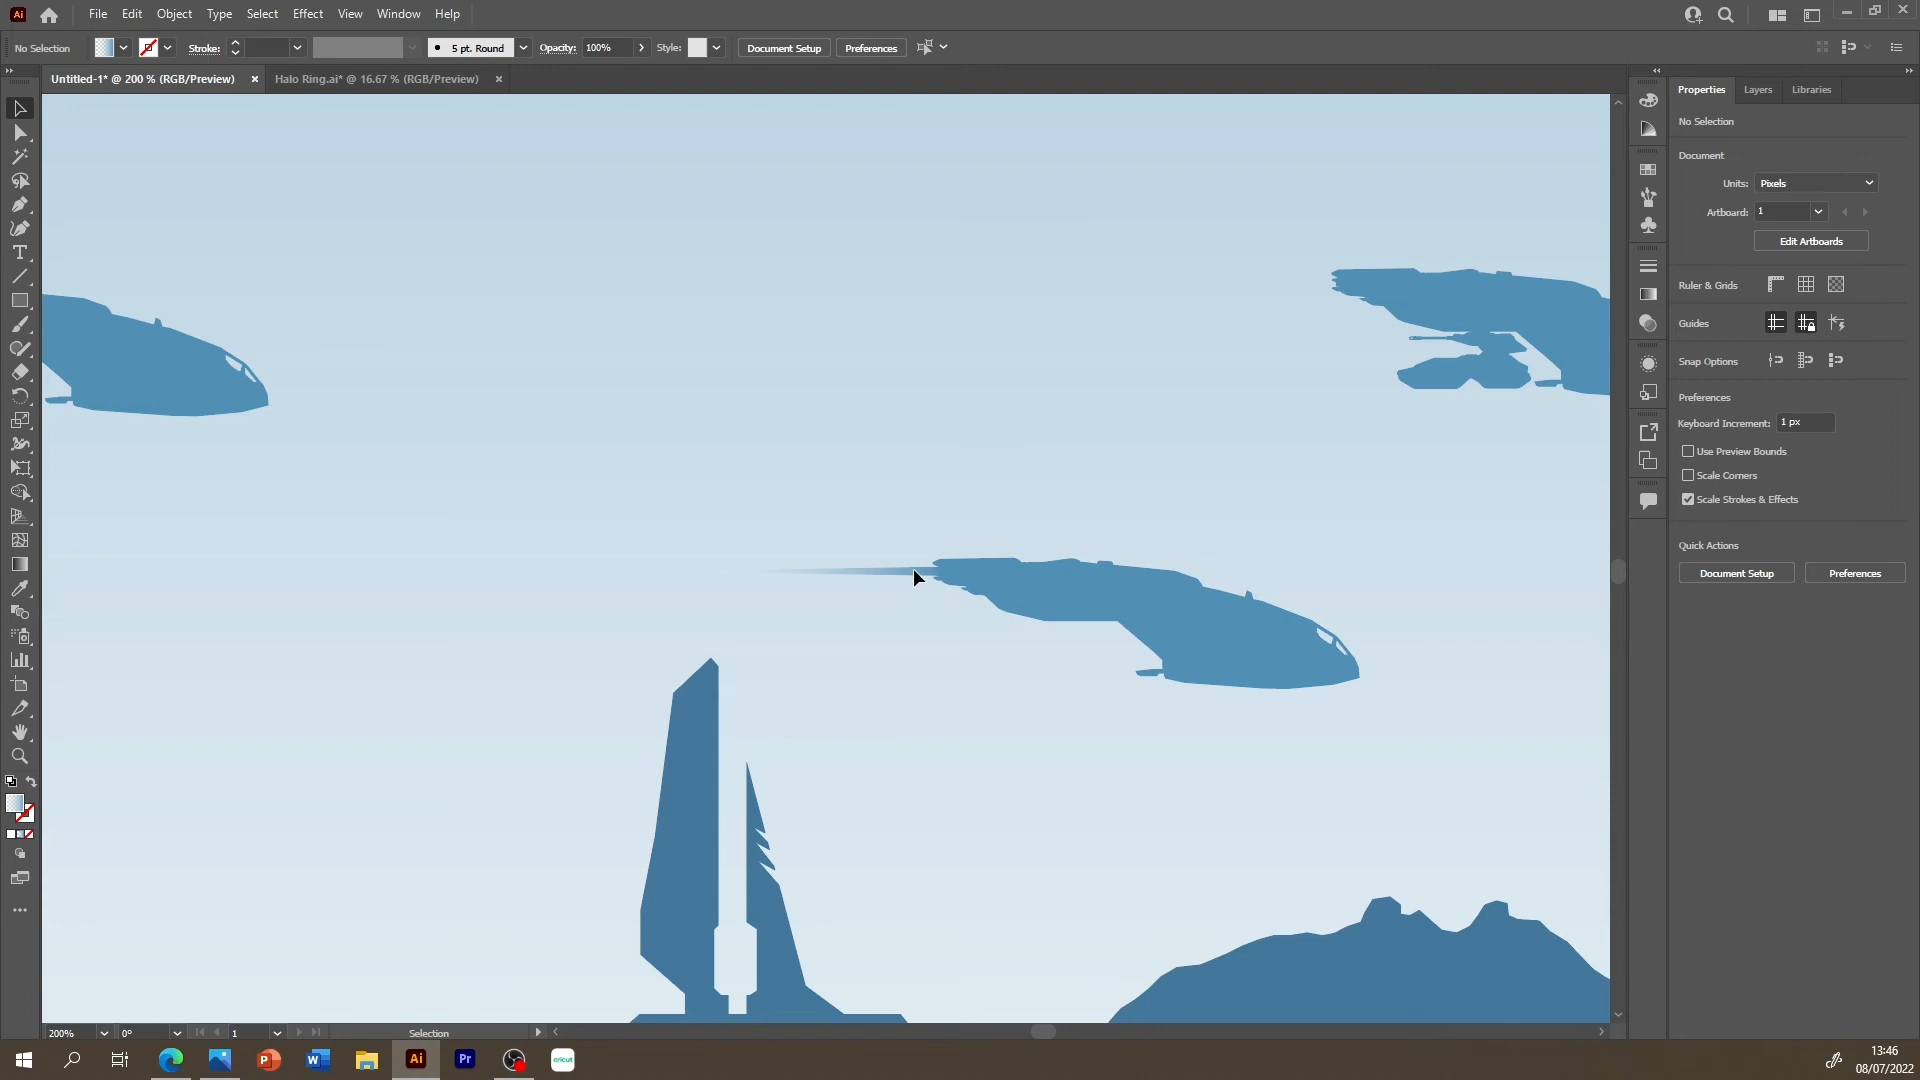 Ai File Edit Object Type Select Effect View Window Help
No Selection Stroke: 5 pt. Round Opacity: 100% Style: Document Setup Preferences
Untitled-1* @ 200 % (RGB/Preview) × Halo Ring.ai* @ 16.67 % (RGB/Preview) ×
Properties Layers Libraries
No Selection
Document
Units: Pixels
Artboard: 1
Edit Artboards
Ruler & Grids
Guides
Snap Options
Preferences
Keyboard Increment: 1 px
Use Preview Bounds
Scale Corners
Scale Strokes & Effects
Quick Actions
Document Setup Preferences
200% 0° 1 Selection
P W Ai Pr cricut
13:46
08/07/2022